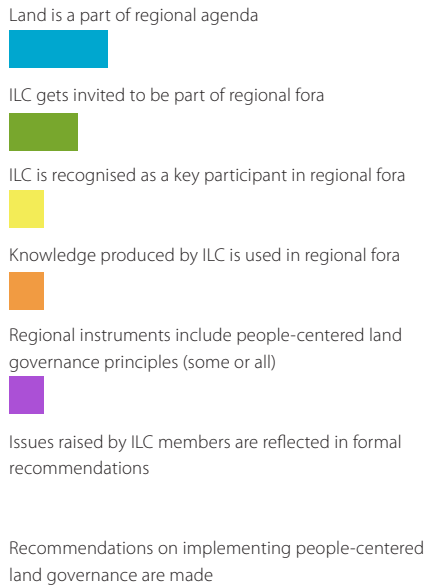 Land is a part of regional agenda
ILC gets invited to be part of regional fora
ILC is recognised as a key participant in regional fora
Knowledge produced by ILC is used in regional fora
Regional instruments include people-centered land
governance principles (some or all)
Issues raised by ILC members are reflected in formal
recommendations
Recommendations on implementing people-centered
land governance are made